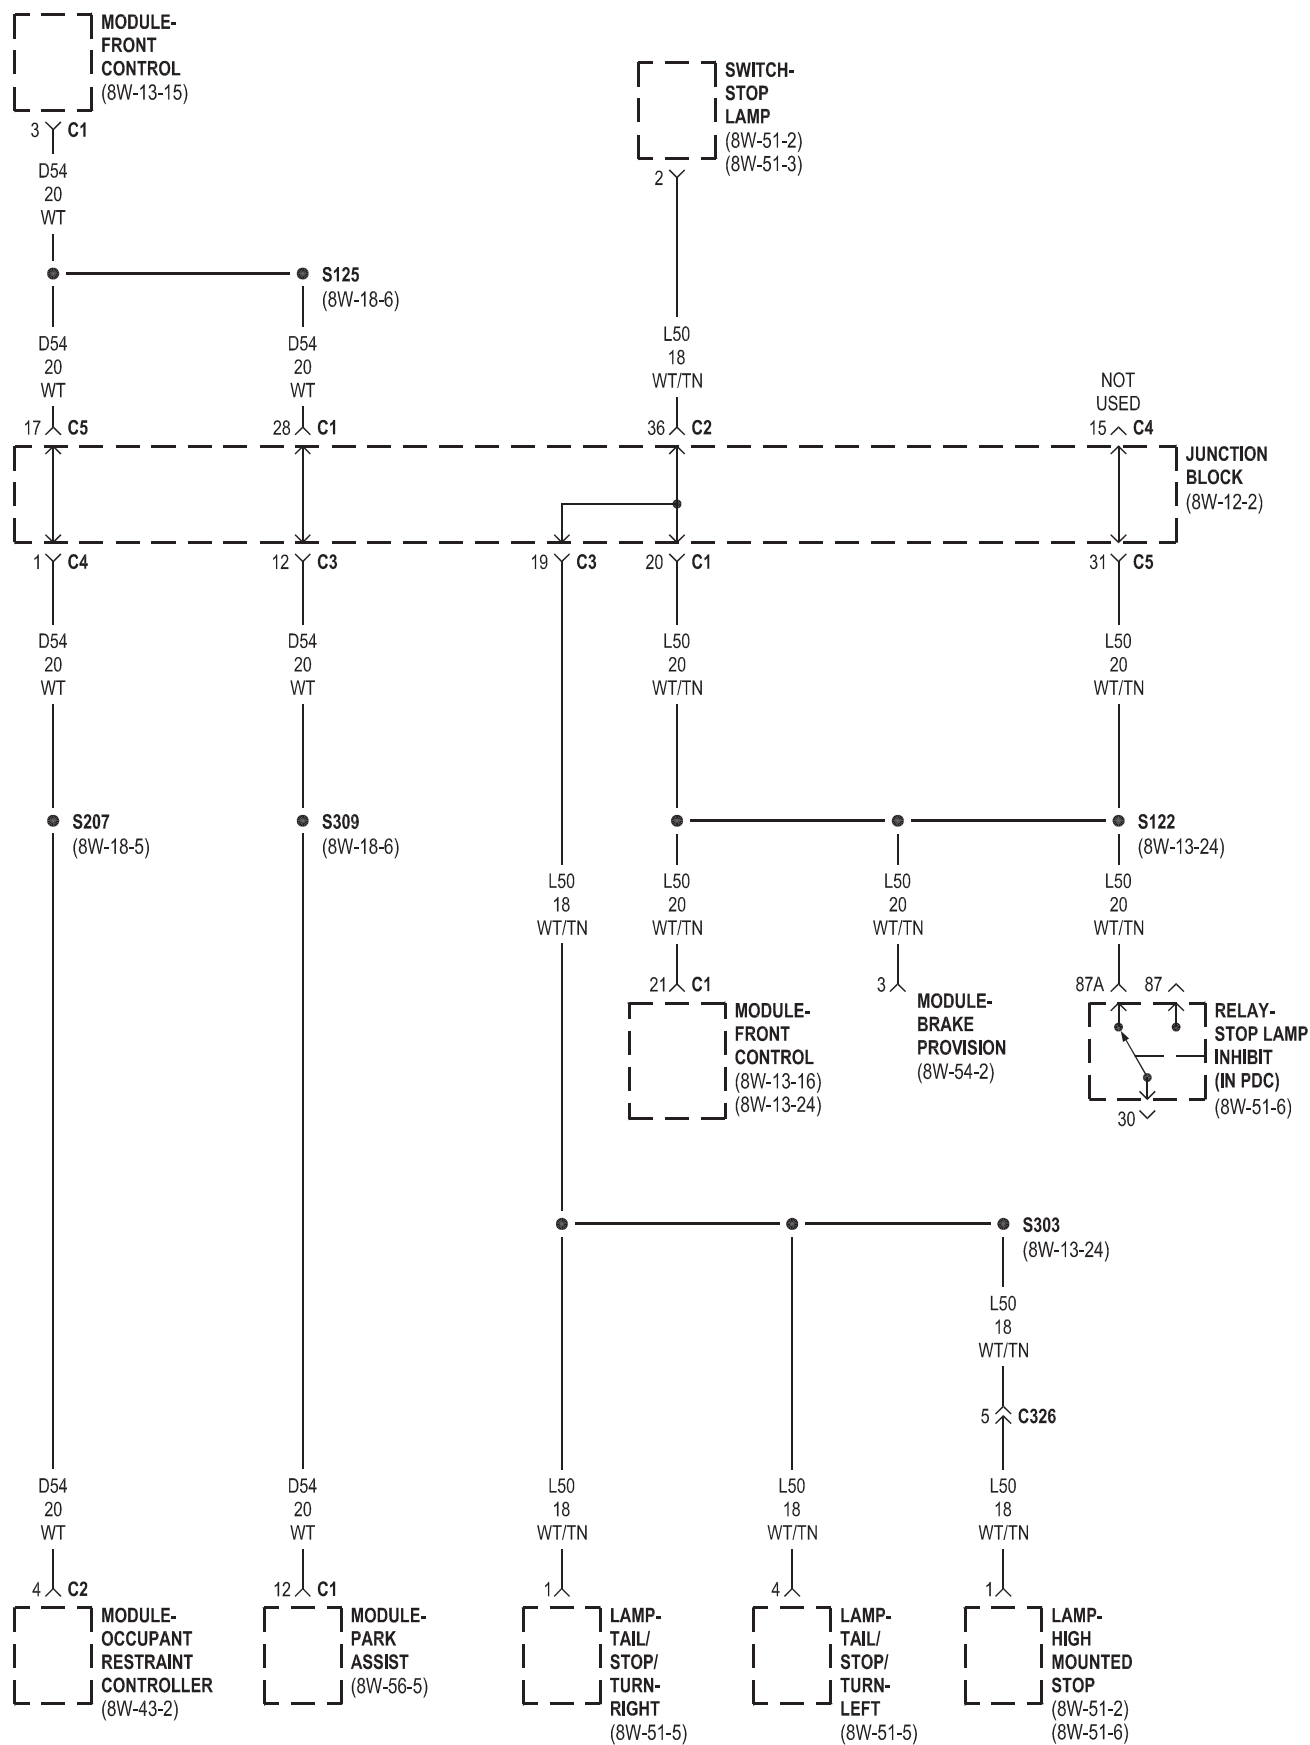 MODULE-
FRONT
CONTROL
(8W-13-15)
3 C1
D54
20
WT
SWITCH-
STOP
LAMP
(8W-51-2)
(8W-51-3)
2
S125
(8W-18-6)
D54
20
WT
D54
20
WT
L50
18
WT/TN
NOT
USED
17 C5
28 C1
36 C2
15 C4
JUNCTION
BLOCK
(8W-12-2)
1 C4
12 C3
19 C3
20 C1
31 C5
D54
20
WT
D54
20
WT
L50
20
WT/TN
L50
20
WT/TN
S207
(8W-18-5)
S309
(8W-18-6)
S122
(8W-13-24)
L50
18
WT/TN
L50
20
WT/TN
L50
20
WT/TN
L50
20
WT/TN
21 C1
MODULE-
FRONT
CONTROL
(8W-13-16)
(8W-13-24)
3
MODULE-
BRAKE
PROVISION
(8W-54-2)
87A 87
RELAY-
STOP LAMP
INHIBIT
(IN PDC)
(8W-51-6)
30
S303
(8W-13-24)
L50
18
WT/TN
5 C326
D54
20
WT
D54
20
WT
L50
18
WT/TN
L50
18
WT/TN
L50
18
WT/TN
4 C2
MODULE-
OCCUPANT
RESTRAINT
CONTROLLER
(8W-43-2)
12 C1
MODULE-
PARK
ASSIST
(8W-56-5)
1
LAMP-
TAIL/
STOP/
TURN-
RIGHT
(8W-51-5)
4
LAMP-
TAIL/
STOP/
TURN-
LEFT
(8W-51-5)
1
LAMP-
HIGH
MOUNTED
STOP
(8W-51-2)
(8W-51-6)